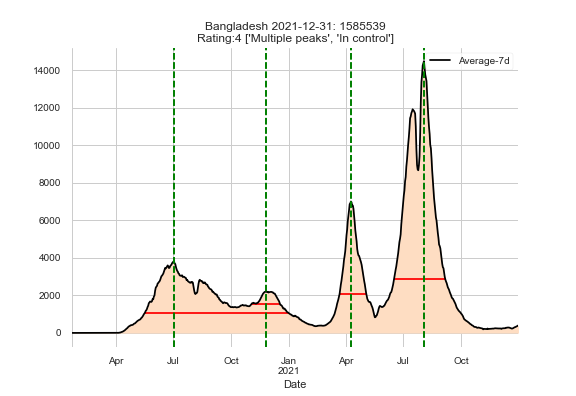 Bangladesh 2021-12-31: 1585539
Rating:4 ['Multiple peaks', 'In control']
Average-7d
14000
12000
10000
8000
6000
4000
2000
0
Apr Jul Oct Jan Apr Jul Oct
2021
Date